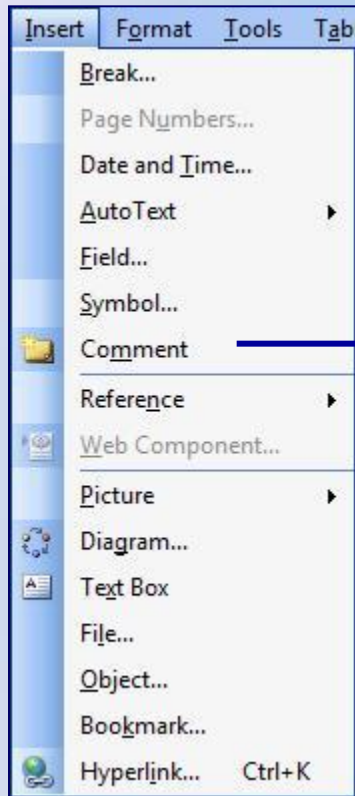 Insert Format Tools Tab
Break...
Page Numbers...
Date and Time...
AutoText
Field...
Symbol...
Comment
Reference
Web Component...
Picture
Diagram...
Text Box
File...
Object...
Bookmark...
Hyperlink... Ctrl+K